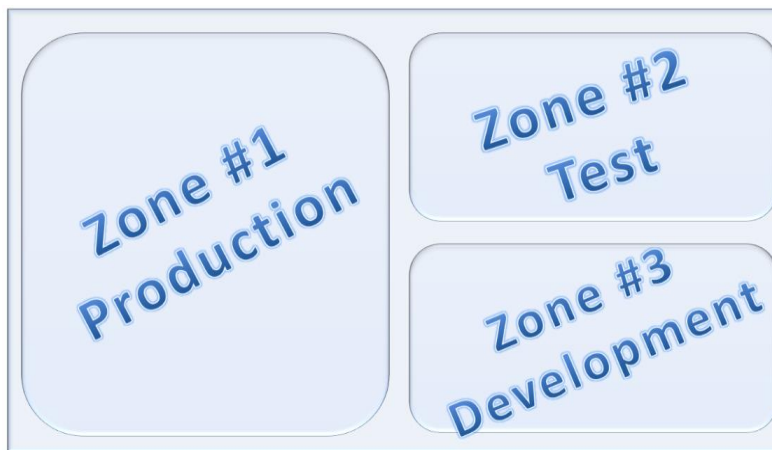 Zone #1
Production
Zone #2
Test
Zone #3
Development